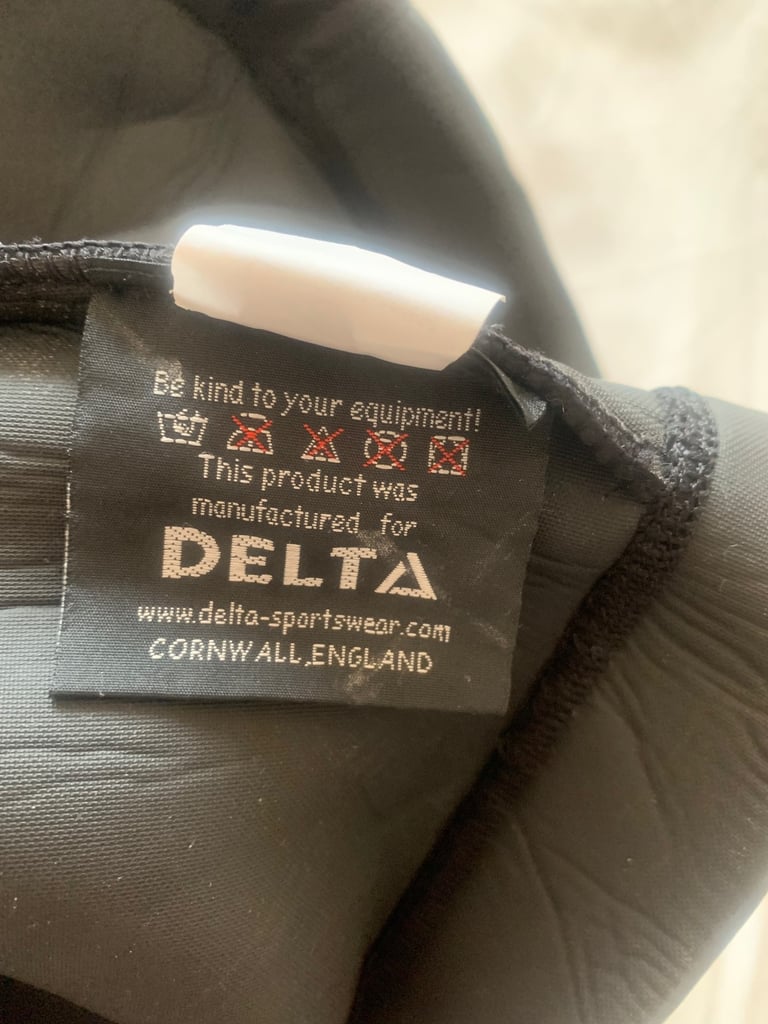 Be kind to your equipment!
This product was
manufactured for
DELTA
www.delta-sportswear.com
CORNWALL,ENGLAND